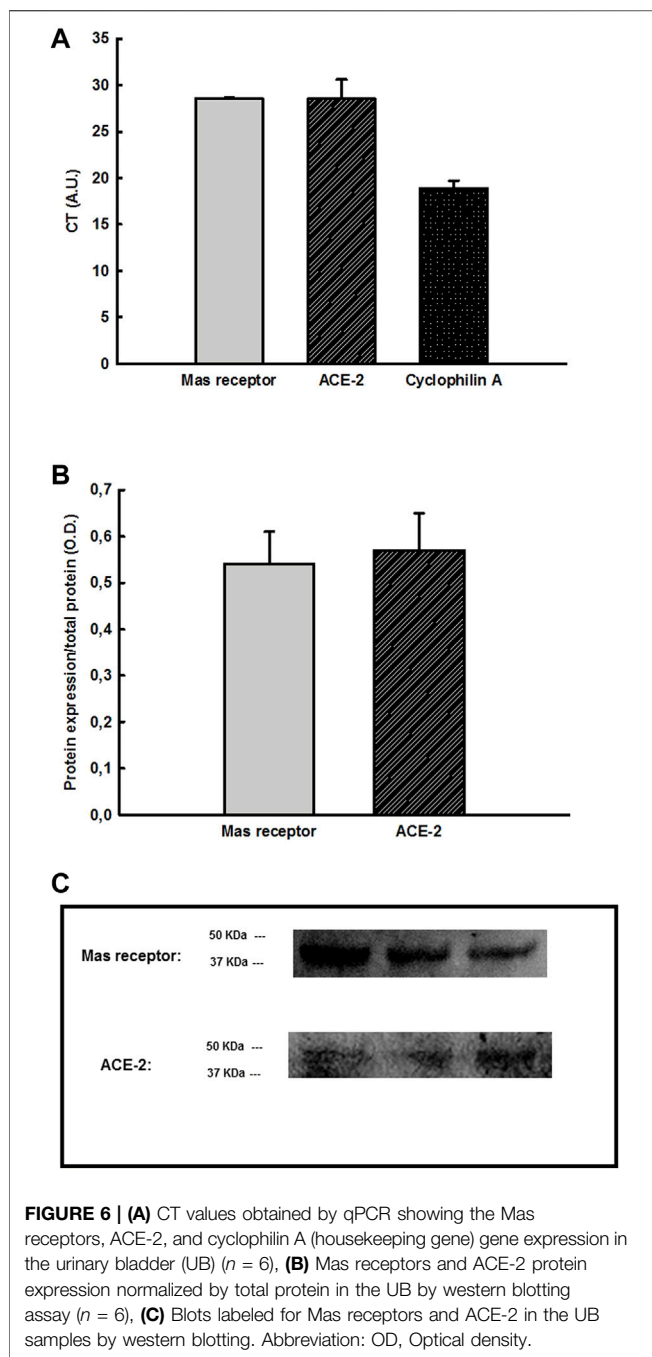 A
35
30
25
20
15
10
5
0
CT (A.U.)
Mas receptor ACE-2 Cyclophilin A
B
0,7
0,6
0,5
0,4
0,3
0,2
0,1
0,0
Protein expression/total protein (O.D.)
Mas receptor ACE-2
C
Mas receptor:
50 KDa ---
37 KDa ---
ACE-2:
50 KDa ---
37 KDa ---
FIGURE 6 | (A) CT values obtained by qPCR showing the Mas
receptors, ACE-2, and cyclophilin A (housekeeping gene) gene expression in
the urinary bladder (UB) (n = 6), (B) Mas receptors and ACE-2 protein
expression normalized by total protein in the UB by western blotting
assay (n = 6), (C) Blots labeled for Mas receptors and ACE-2 in the UB
samples by western blotting. Abbreviation: OD, Optical density.